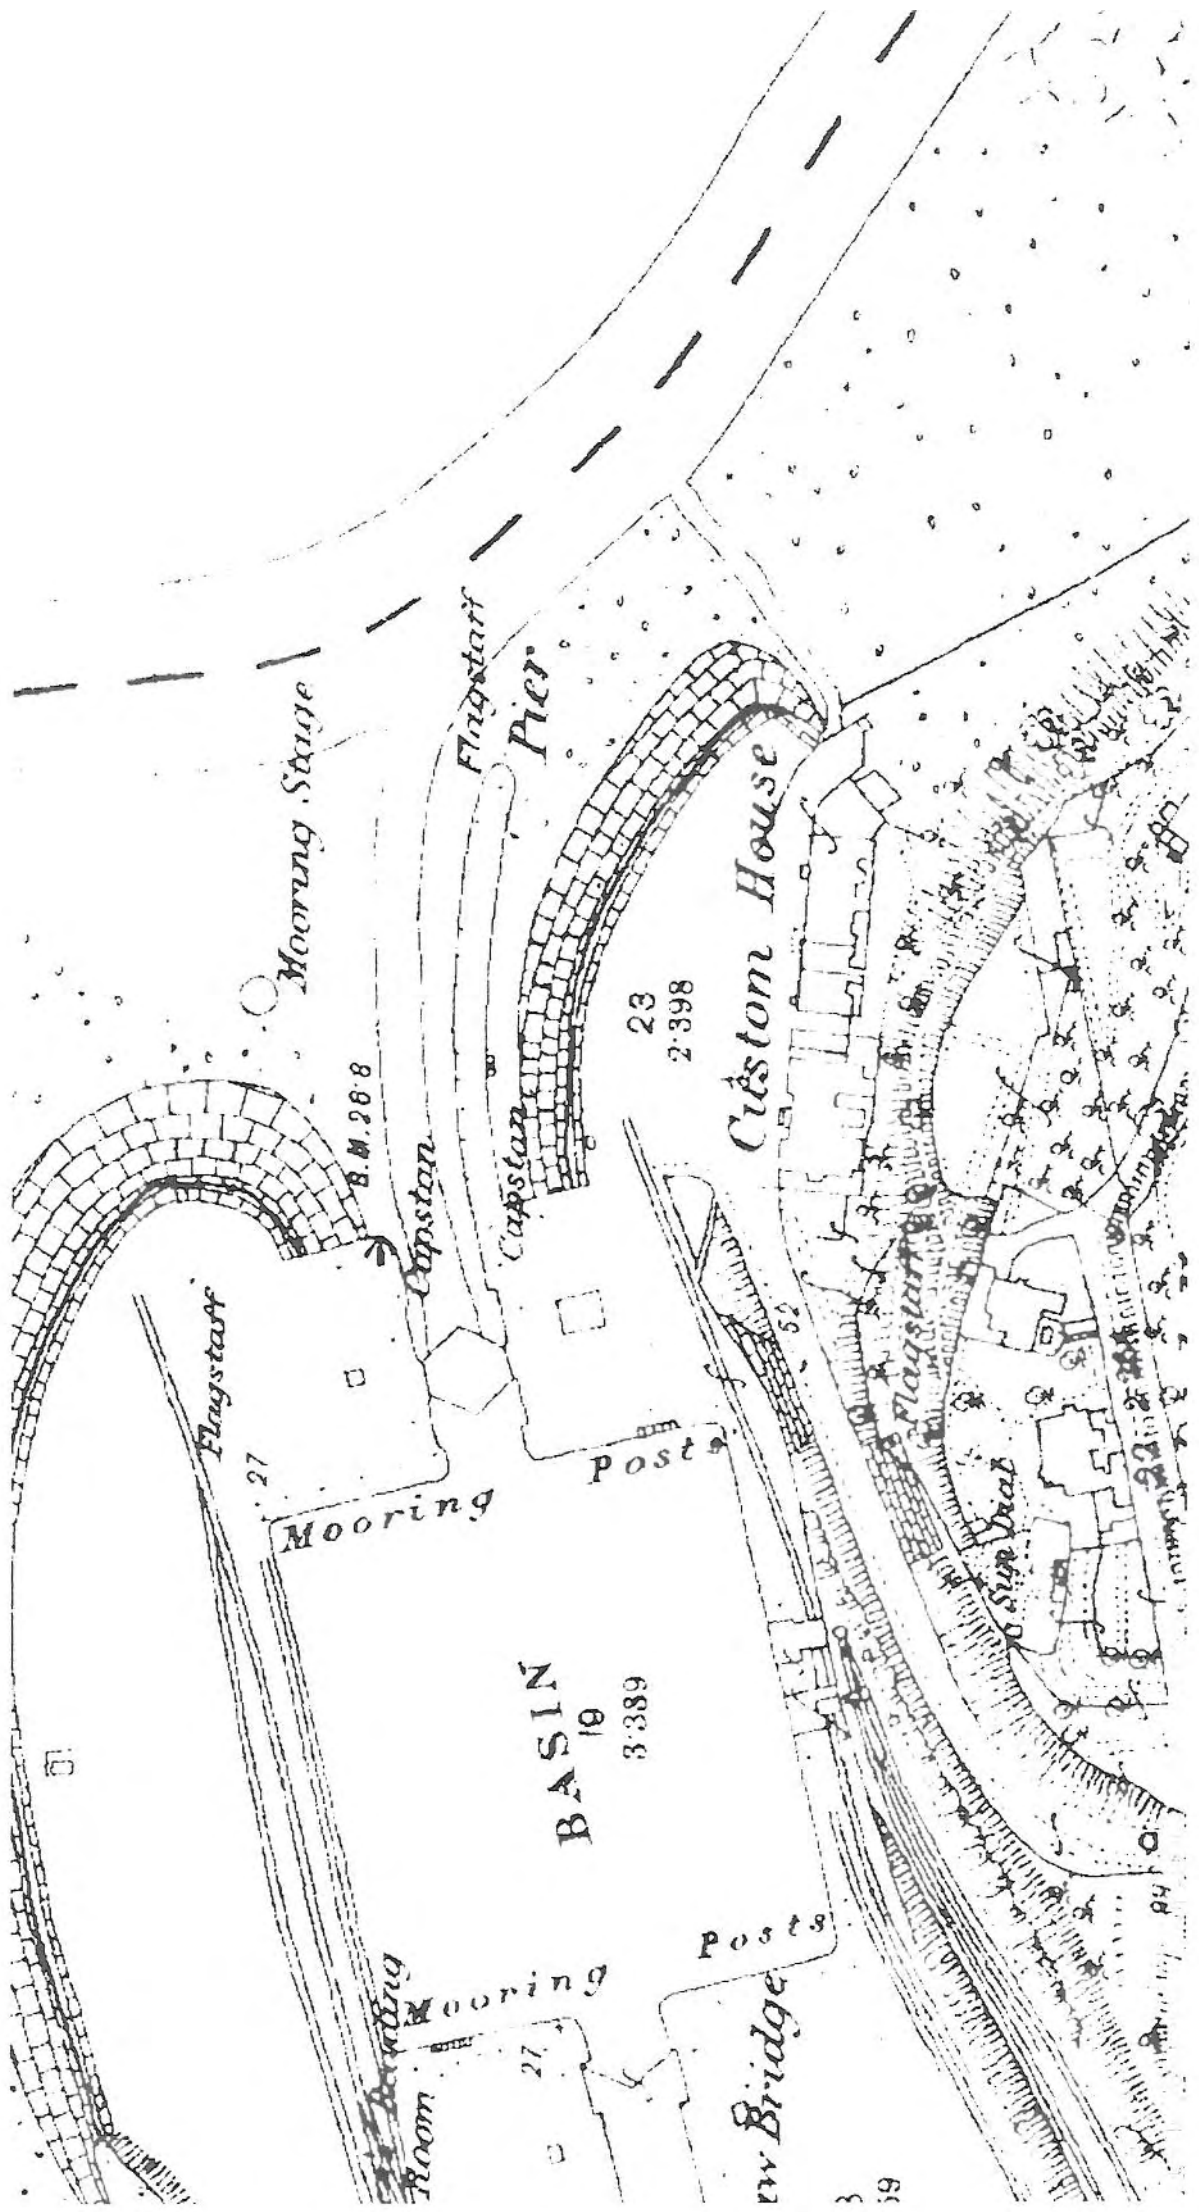 Mooring Stage
Flagstaff
Pier
Custom House
23
2·398
B.M. 26·8
Capstan
Capstan
Flagstaff
27
Mooring
Posts
52
Flagstaff
Sun Dial
BASIN
19
3·389
Mooring
Posts
Room
27
Bridge